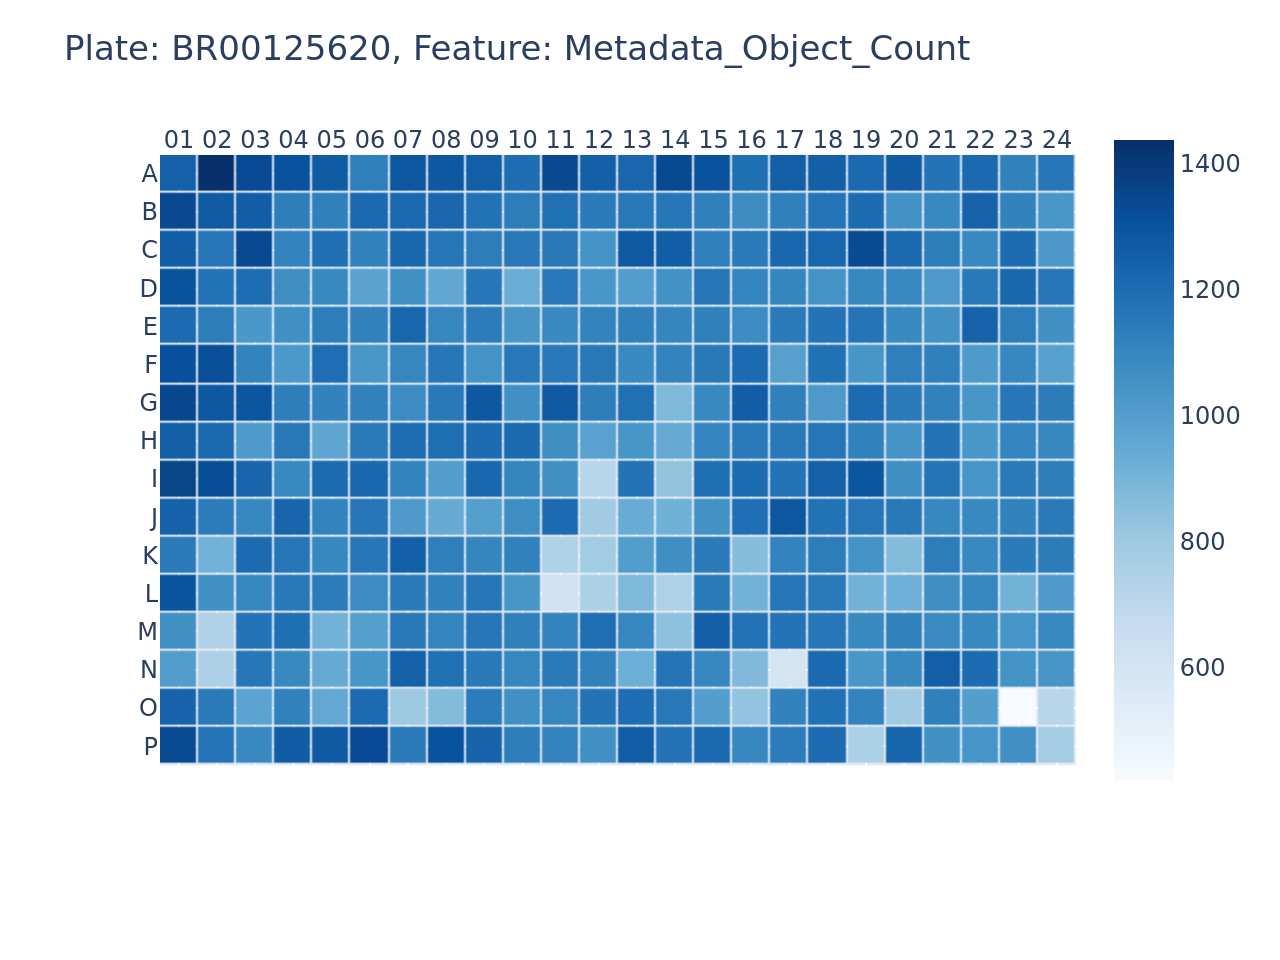 Plate: BR00125620, Feature: Metadata_Object_Count
01 02 03 04 05 06 07 08 09 10 11 12 13 14 15 16 17 18 19 20 21 22 23 24
A
B
C
D
E
F
G
H
I
J
K
L
M
N
O
P
1400
1200
1000
800
600